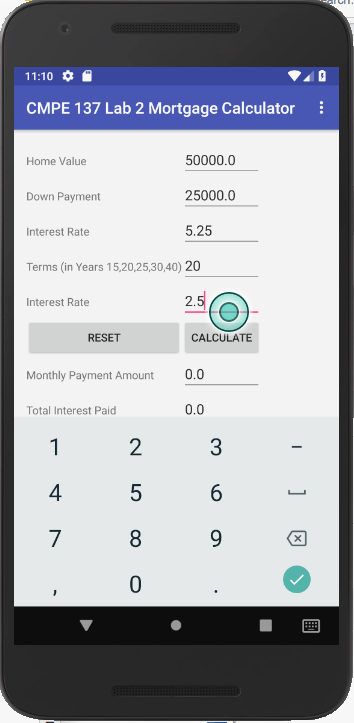 earch.
11:10
CMPE 137 Lab 2 Mortgage Calculator
Home Value 50000.0
Down Payment 25000.0
Interest Rate 5.25
Terms (in Years 15,20,25,30,40) 20
Interest Rate 2.5
RESET CALCULATE
Monthly Payment Amount 0.0
Total Interest Paid 0.0
1 2 3 –
4 5 6
7 8 9
, 0 .